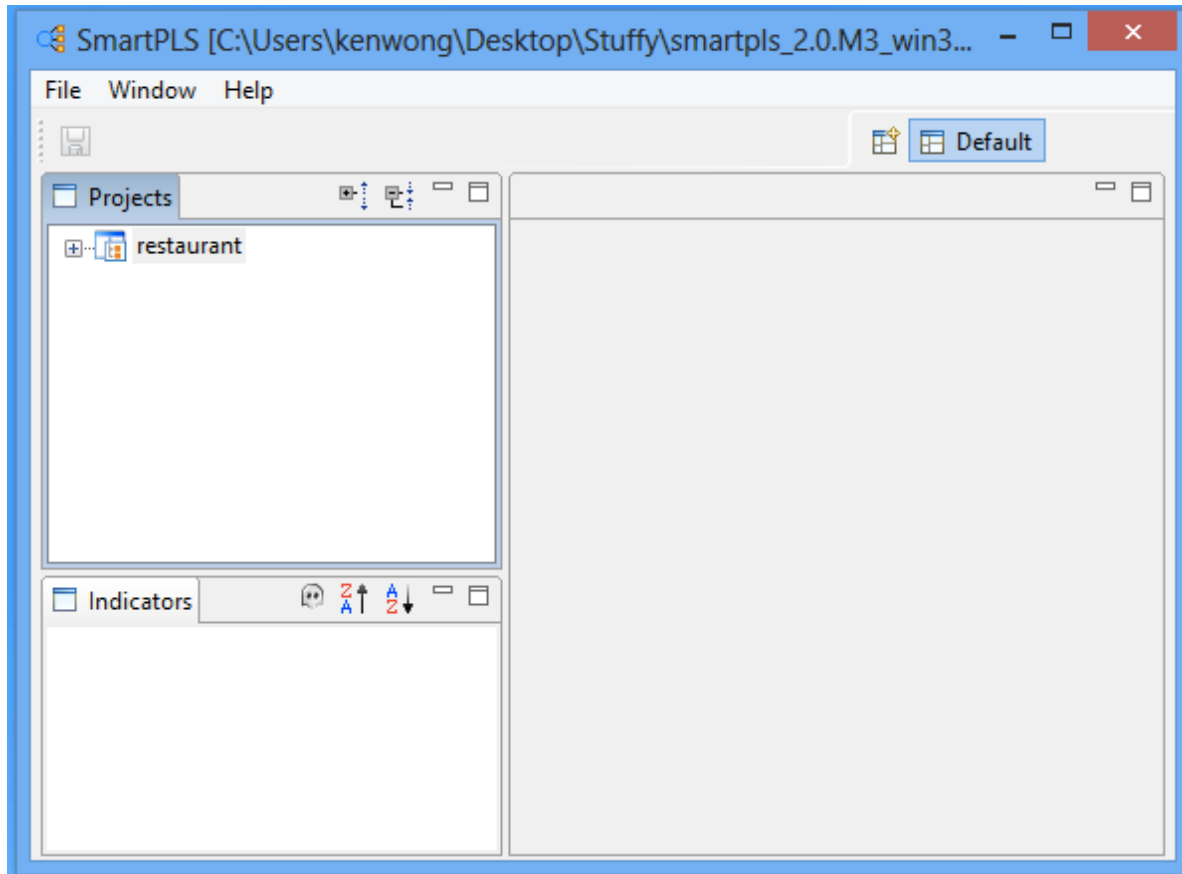 SmartPLS [C:\Users\kenwong\Desktop\Stuffy\smartpls_2.0.M3_win3...
File Window Help
Default
Projects
restaurant
Indicators